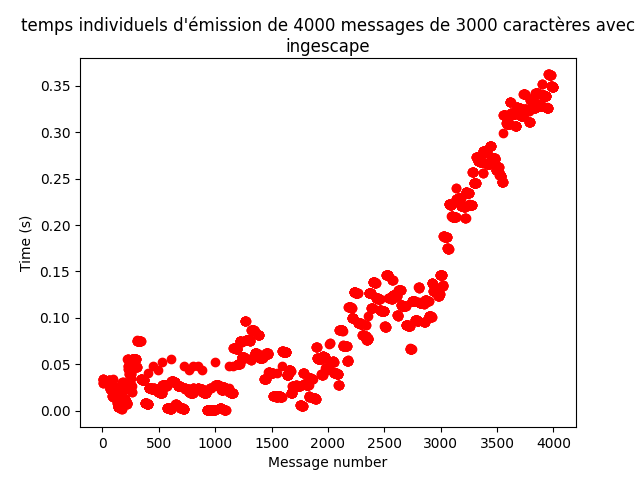 temps individuels d'émission de 4000 messages de 3000 caractères avec
ingescape
0.35
0.30
0.25
0.20
0.15
0.10
0.05
0.00
Time (s)
0 500 1000 1500 2000 2500 3000 3500 4000
Message number